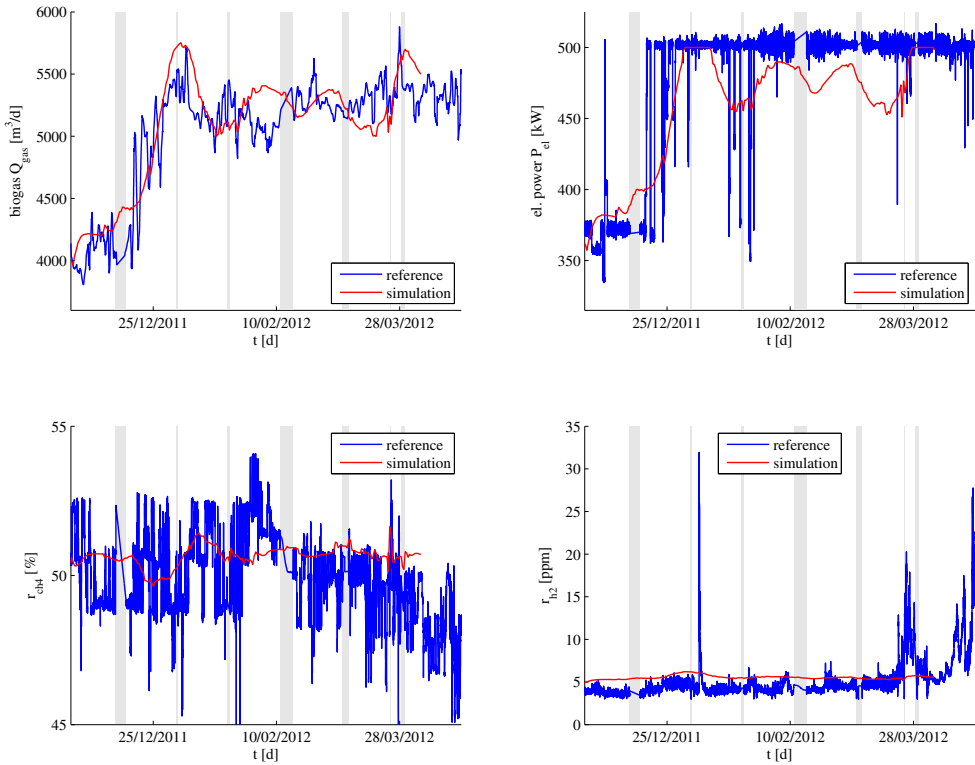 6000
5500
5000
4500
4000
biogas Q_gas [m³/d]
reference
simulation
25/12/2011
10/02/2012
28/03/2012
t [d]
500
450
400
350
el. power P_el [kW]
reference
simulation
25/12/2011
10/02/2012
28/03/2012
t [d]
55
50
45
r_ch4 [%]
reference
simulation
25/12/2011
10/02/2012
28/03/2012
t [d]
35
30
25
20
15
10
5
0
r_h2 [ppm]
reference
simulation
25/12/2011
10/02/2012
28/03/2012
t [d]